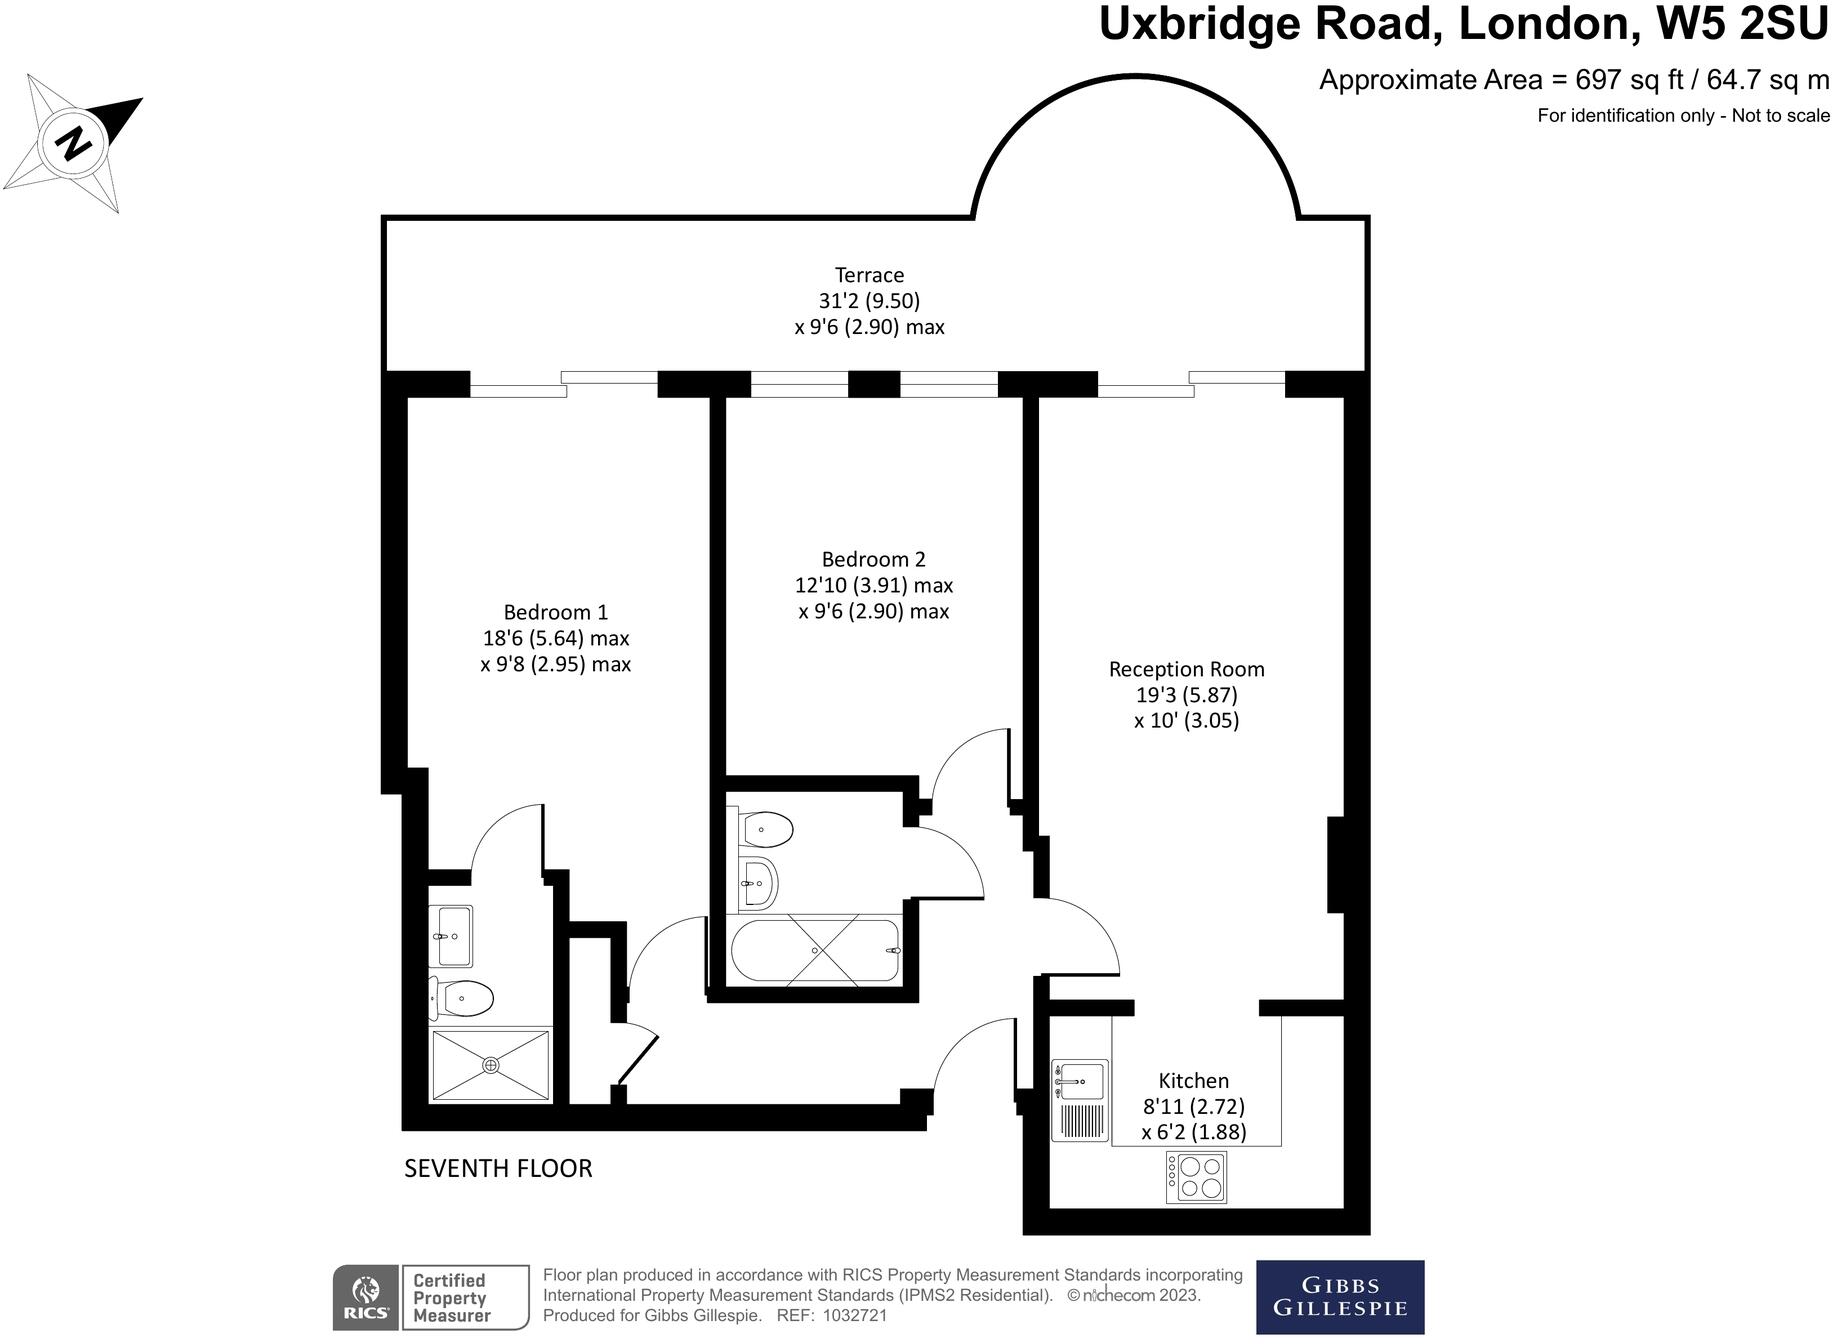 Uxbridge Road, London, W5 2SU
Approximate Area = 697 sq ft / 64.7 sq m
For identification only - Not to scale
N
Terrace
31'2 (9.50)
x 9'6 (2.90) max
Bedroom 2
12'10 (3.91) max
x 9'6 (2.90) max
Bedroom 1
18'6 (5.64) max
x 9'8 (2.95) max
Reception Room
19'3 (5.87)
x 10' (3.05)
Kitchen
8'11 (2.72)
x 6'2 (1.88)
SEVENTH FLOOR
RICS
Certified
Property
Measurer
Floor plan produced in accordance with RICS Property Measurement Standards incorporating
International Property Measurement Standards (IPMS2 Residential). © nichecom 2023.
Produced for Gibbs Gillespie. REF: 1032721
GIBBS
GILLESPIE